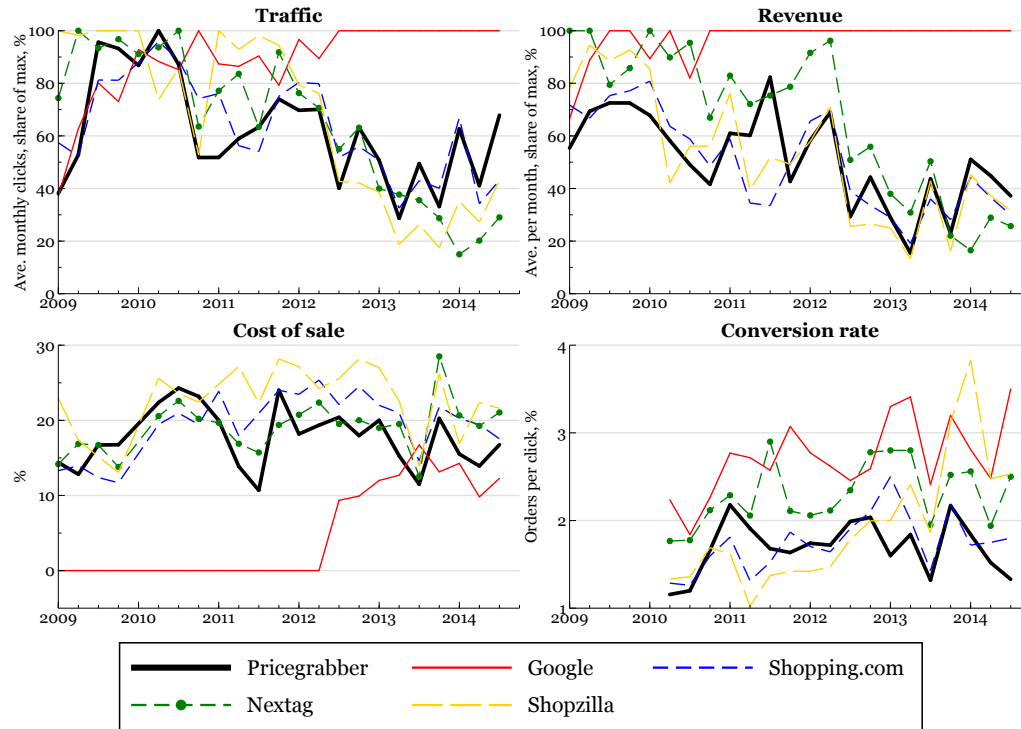 Traffic
Revenue
Ave. monthly clicks, share of max, %
100
80
60
40
20
0
2009 2010 2011 2012 2013 2014
Ave. per month, share of max, %
100
80
60
40
20
0
2009 2010 2011 2012 2013 2014
Cost of sale
Conversion rate
%
30
20
10
0
2009 2010 2011 2012 2013 2014
Orders per click, %
4
3
2
1
2009 2010 2011 2012 2013 2014
Pricegrabber Google Shopping.com
Nextag Shopzilla